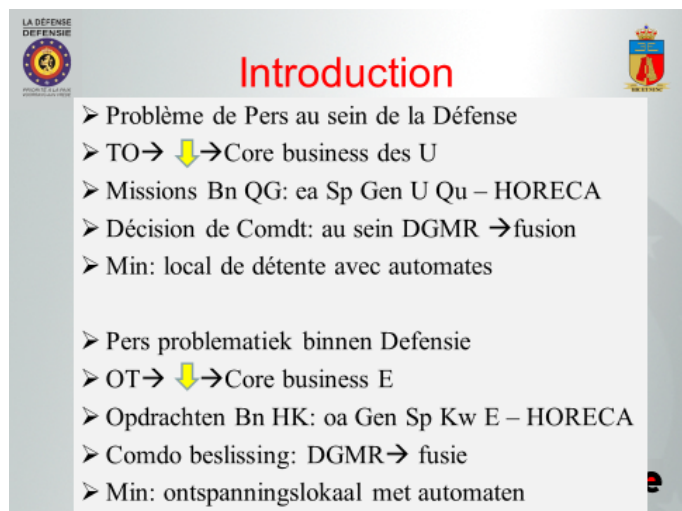 LA DÉFENSE
DEFENSIE
Introduction
➢ Problème de Pers au sein de la Défense
➢ TO→ ⇩→Core business des U
➢ Missions Bn QG: ea Sp Gen U Qu – HORECA
➢ Décision de Comdt: au sein DGMR →fusion
➢ Min: local de détente avec automates
➢ Pers problematiek binnen Defensie
➢ OT→ ⇩→Core business E
➢ Opdrachten Bn HK: oa Gen Sp Kw E – HORECA
➢ Comdo beslissing: DGMR→ fusie
➢ Min: ontspanningslokaal met automaten
e